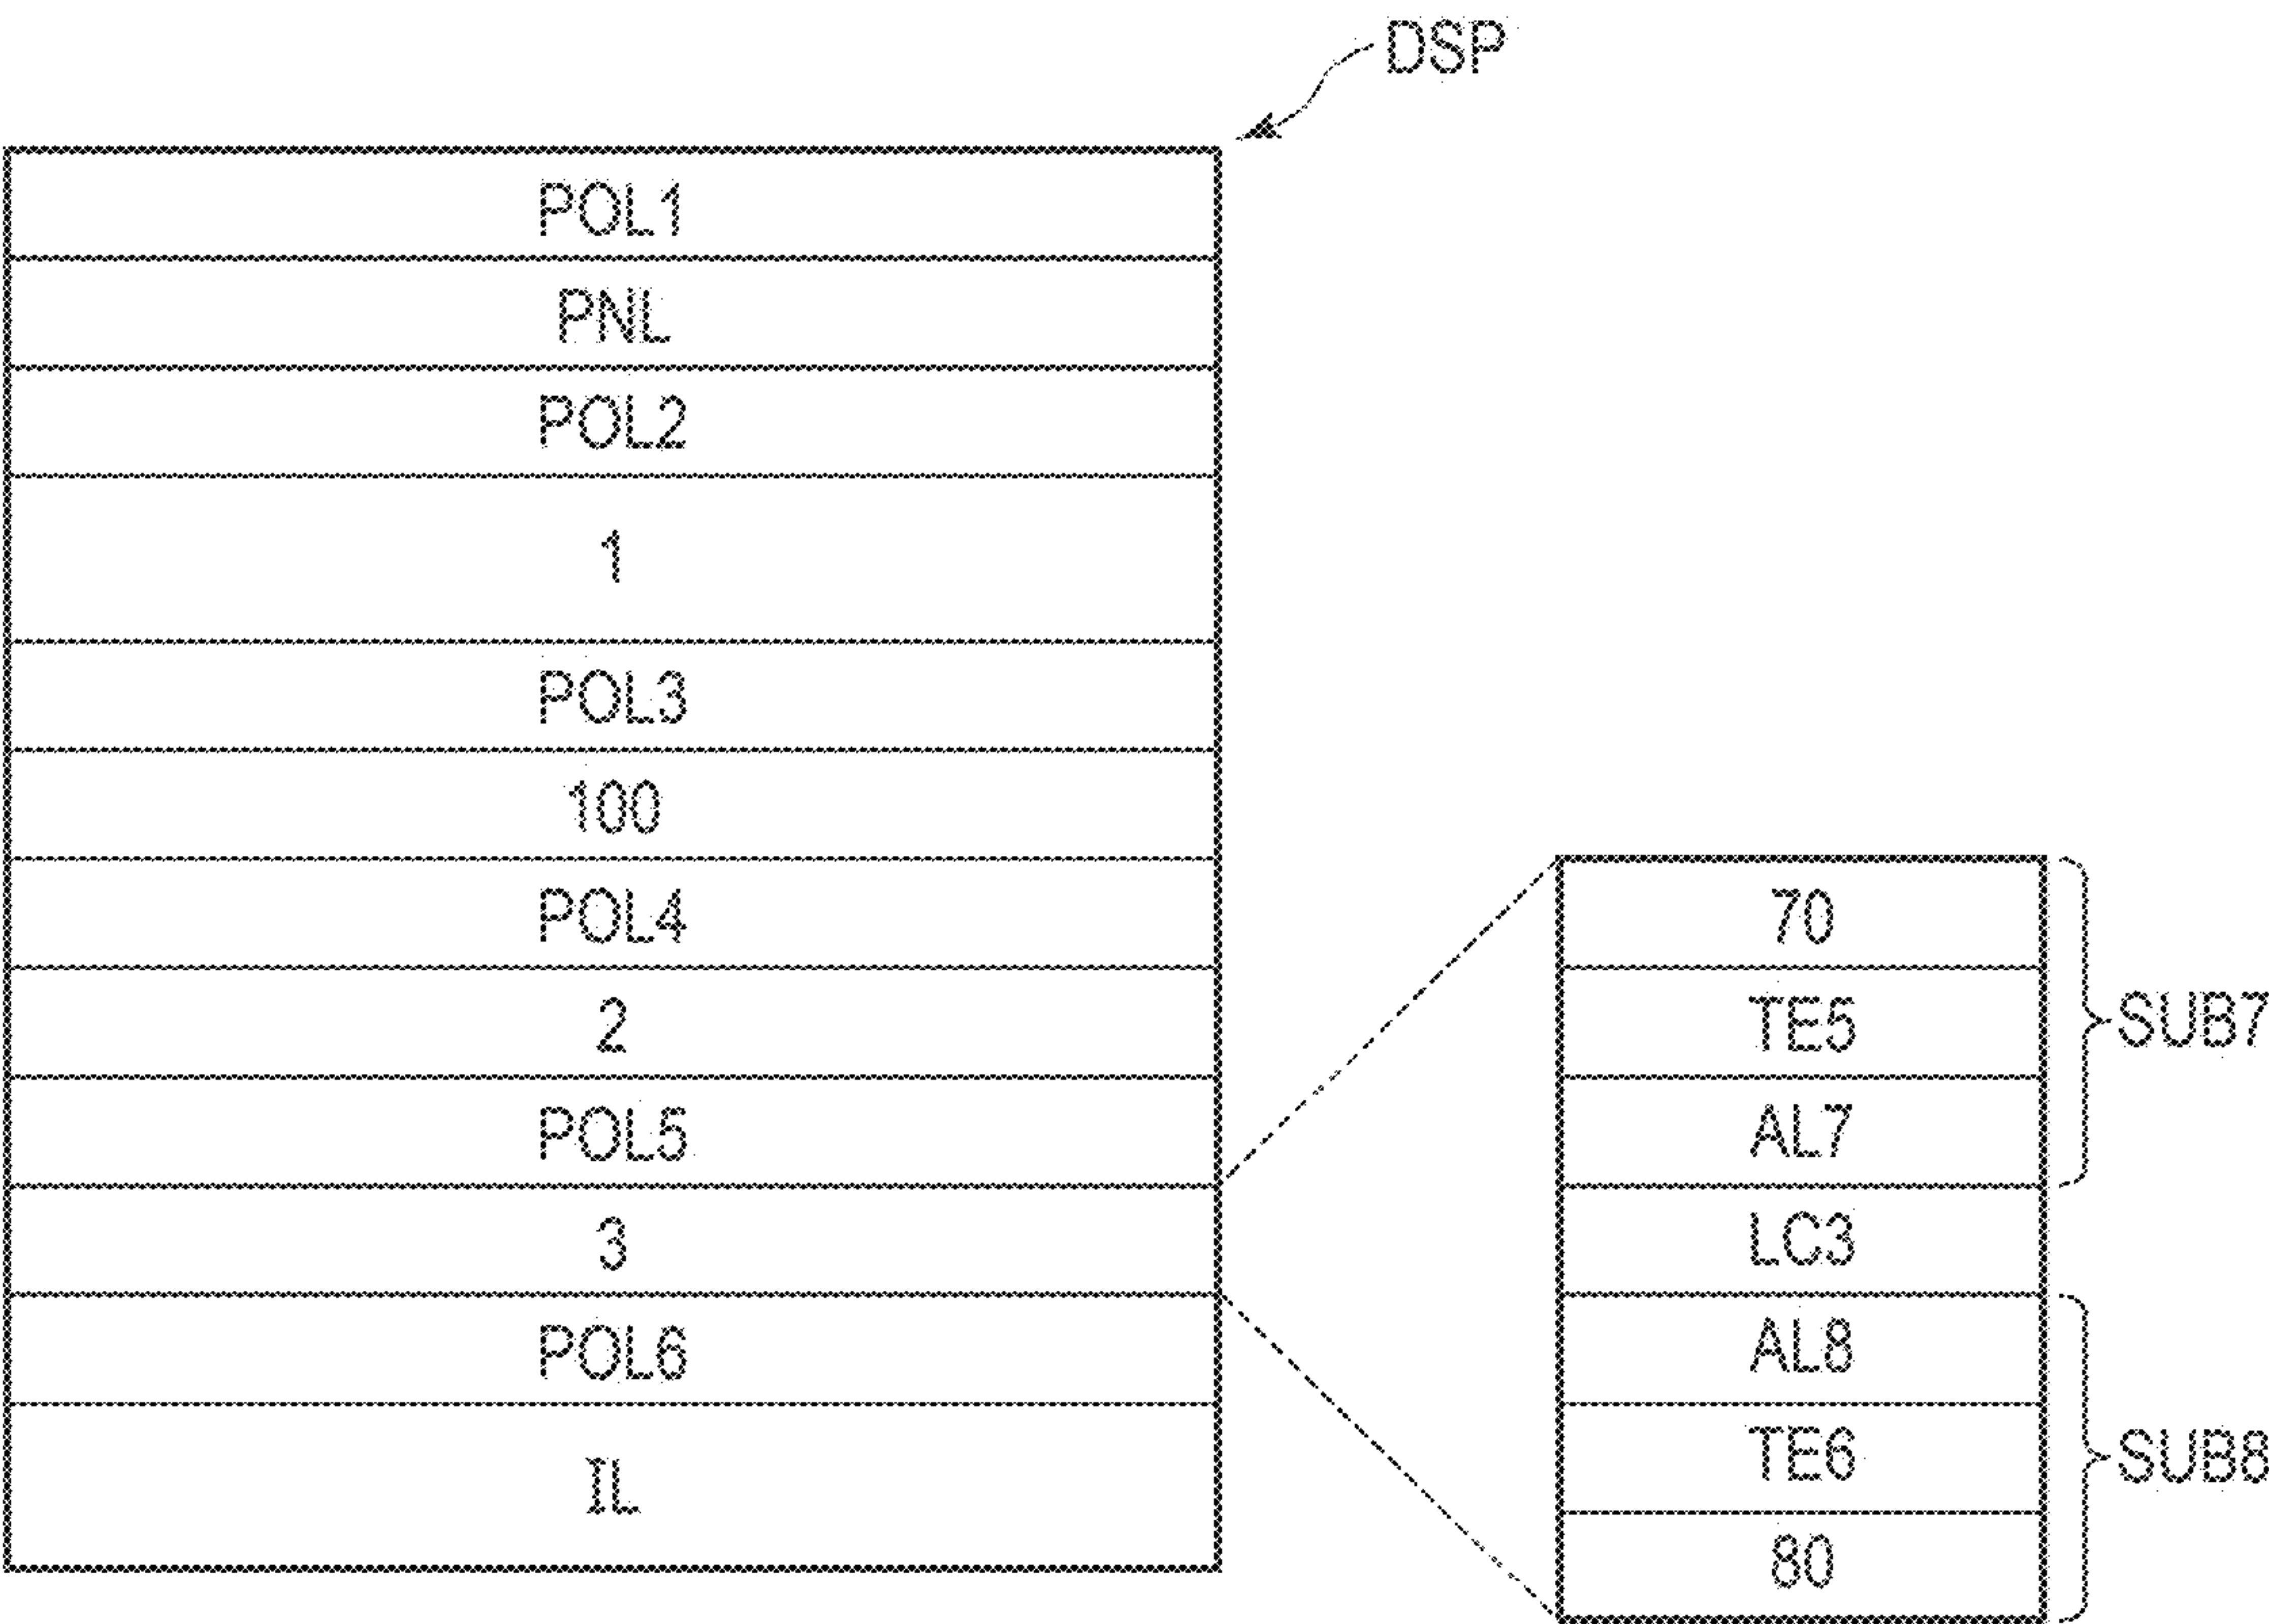 DSP
POL1
PNL
POL2
1
POL3
100
POL4
2
POL5
3
POL6
IL
70
TE5
AL7
LC3
AL8
TE6
80
SUB7
SUB8